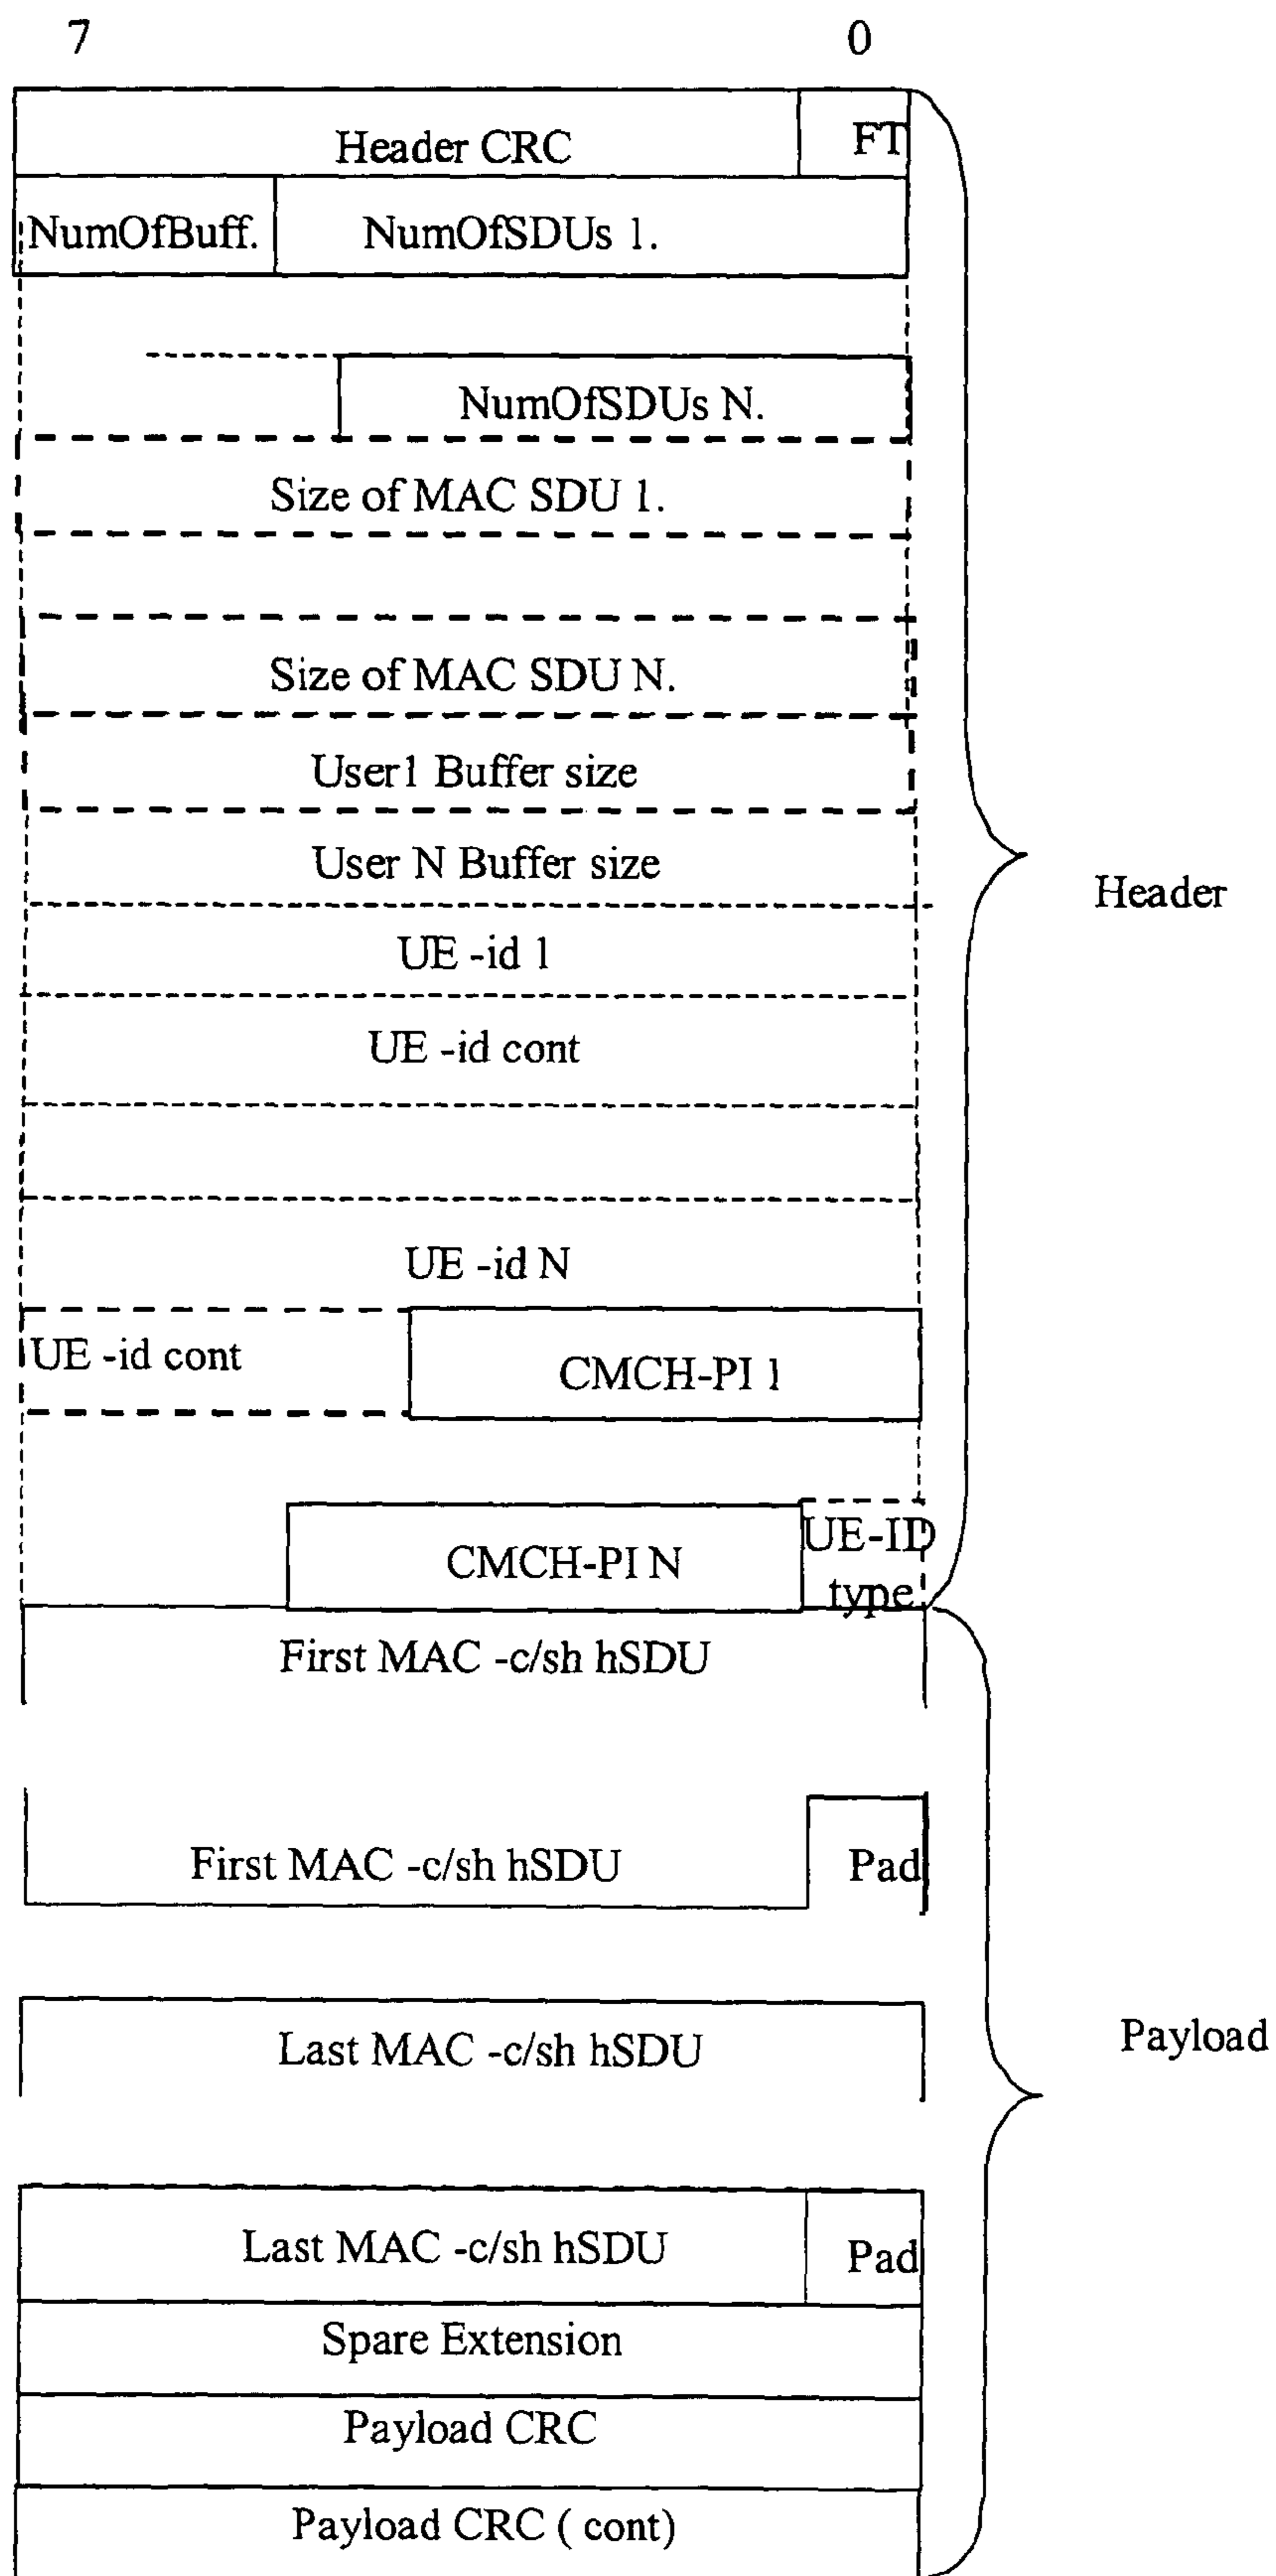 7 0
Header CRC FT
NumOfBuff. NumOfSDUs 1.
NumOfSDUs N.
Size of MAC SDU 1.
Size of MAC SDU N.
User1 Buffer size
User N Buffer size
Header
UE -id 1
UE -id cont
UE -id N
UE -id cont CMCH-PI 1
CMCH-PI N UE-ID
type
First MAC -c/sh hSDU
First MAC -c/sh hSDU Pad
Last MAC -c/sh hSDU
Payload
Last MAC -c/sh hSDU Pad
Spare Extension
Payload CRC
Payload CRC ( cont)